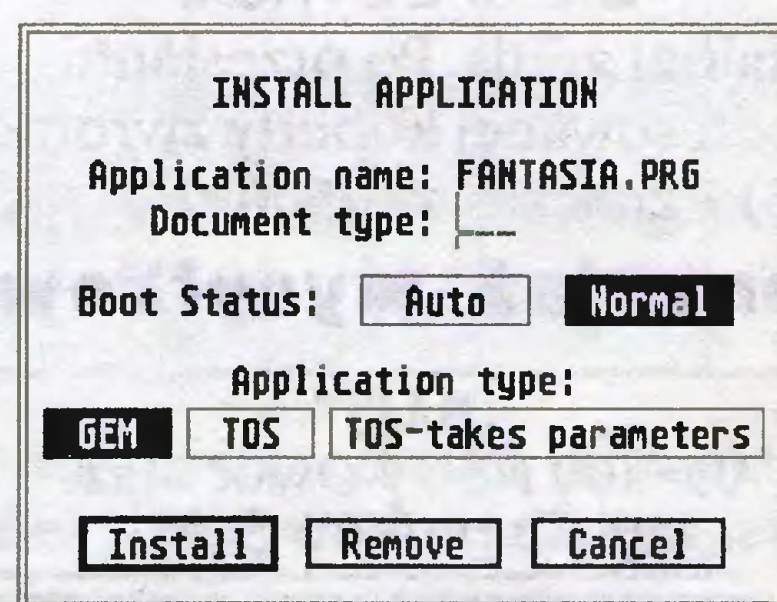 INSTALL APPLICATION
Application name: FANTASIA.PRG
Document type: ___
Boot Status: Auto Normal
Application type:
GEM TOS TOS-takes parameters
Install Remove Cancel